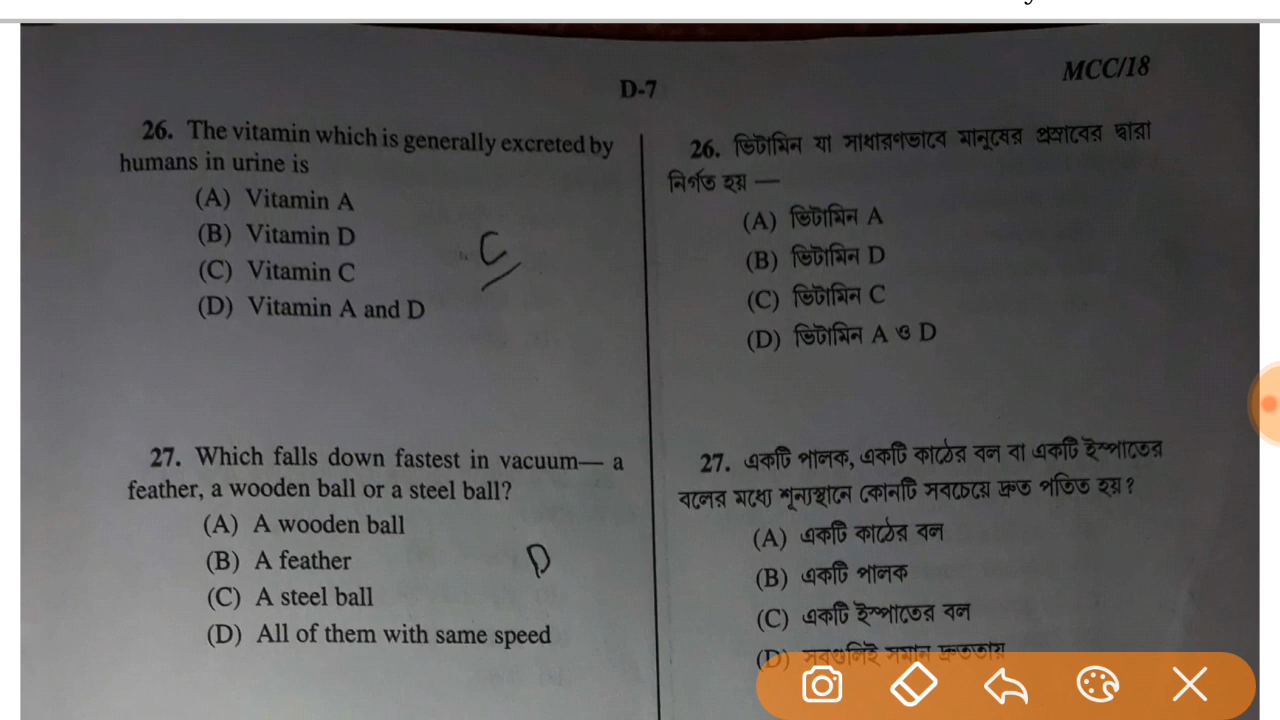 D-7
MCC/18
26. The vitamin which is generally excreted by
humans in urine is
(A) Vitamin A
(B) Vitamin D
(C) Vitamin C
(D) Vitamin A and D
C
27. Which falls down fastest in vacuum— a
feather, a wooden ball or a steel ball?
(A) A wooden ball
(B) A feather
(C) A steel ball
(D) All of them with same speed
D
26. ভিটামিন যা সাধারণভাবে মানুষের প্রস্রাবের দ্বারা
নির্গত হয় —
(A) ভিটামিন A
(B) ভিটামিন D
(C) ভিটামিন C
(D) ভিটামিন A ও D
27. একটি পালক, একটি কাঠের বল বা একটি ইস্পাতের
বলের মধ্যে শূন্যস্থানে কোনটি সবচেয়ে দ্রুত পতিত হয়?
(A) একটি কাঠের বল
(B) একটি পালক
(C) একটি ইস্পাতের বল
(D) সবগুলিই সমান দ্রুততায়